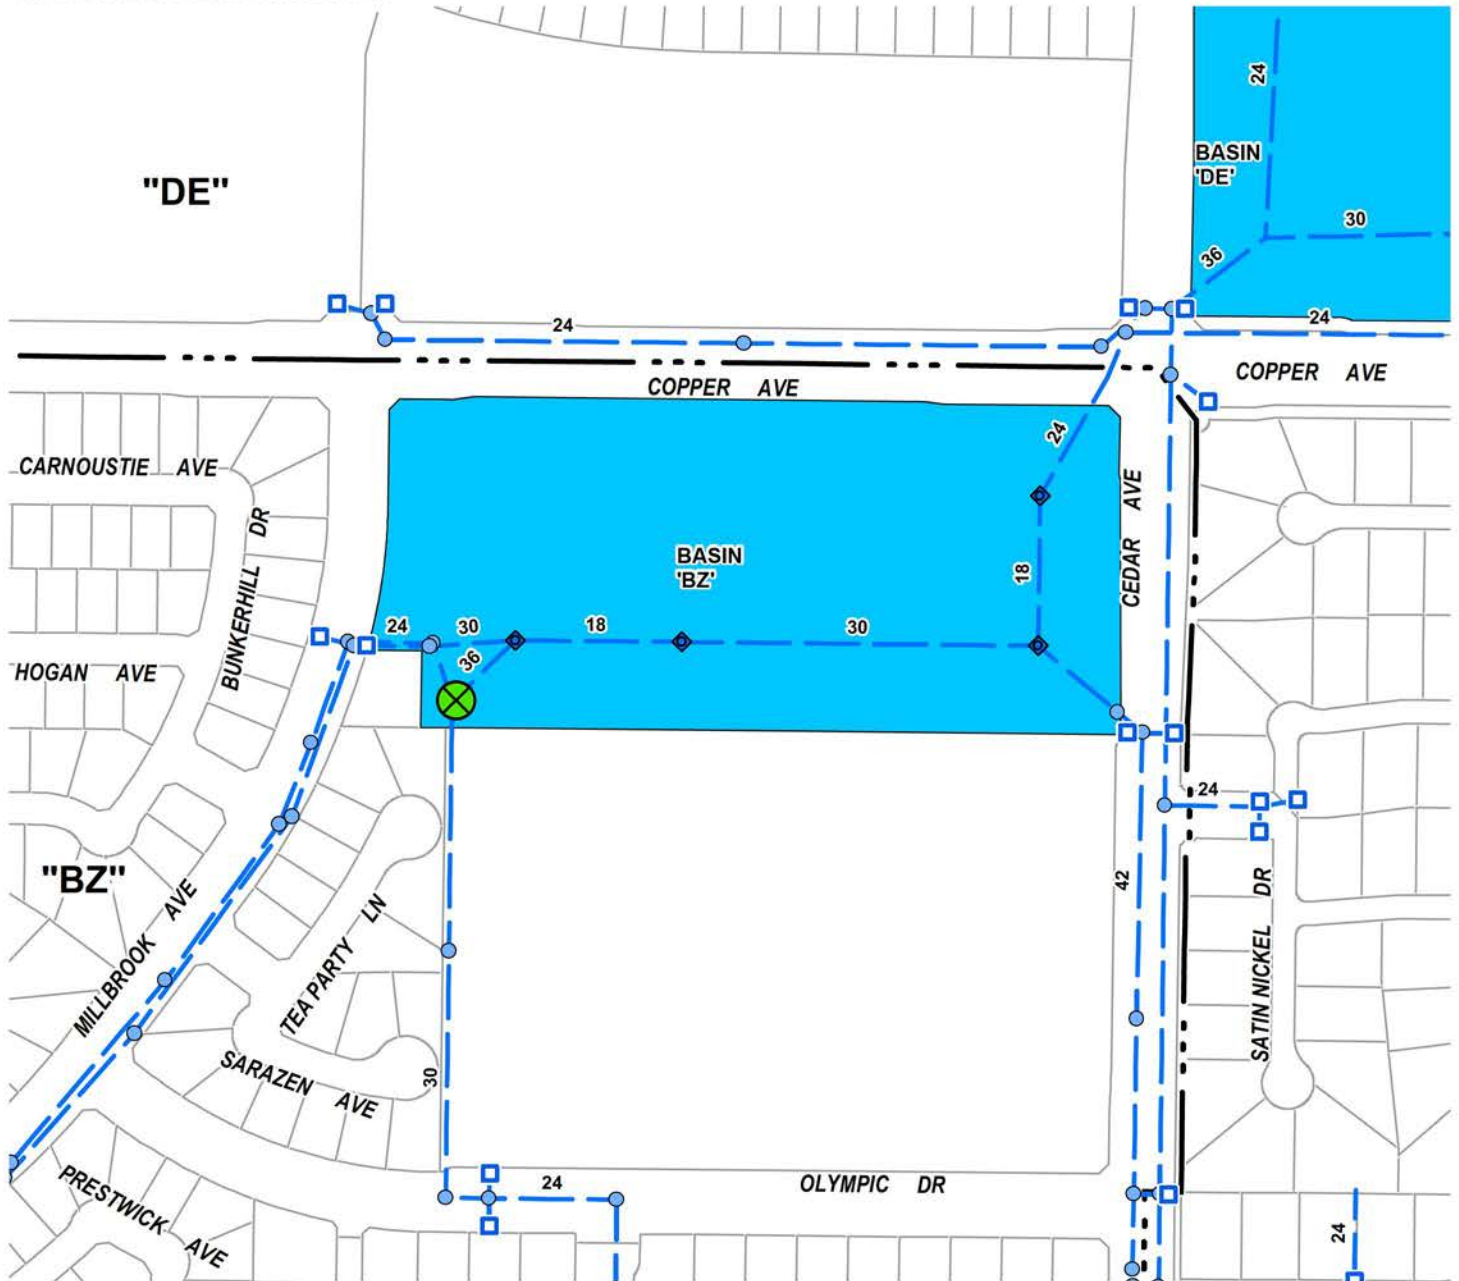 24
BASIN
'DE'
"DE"
30
36
24
24
COPPER AVE
COPPER AVE
24
CARNOUSTIE AVE
CEDAR AVE
BUNKERHILL DR
BASIN
'BZ'
18
24
30
18
30
36
HOGAN AVE
24
"BZ"
42
MILLBROOK AVE
TEA PARTY LN
SATIN NICKEL DR
SARAZEN AVE
30
PRESTWICK AVE
24
OLYMPIC DR
24